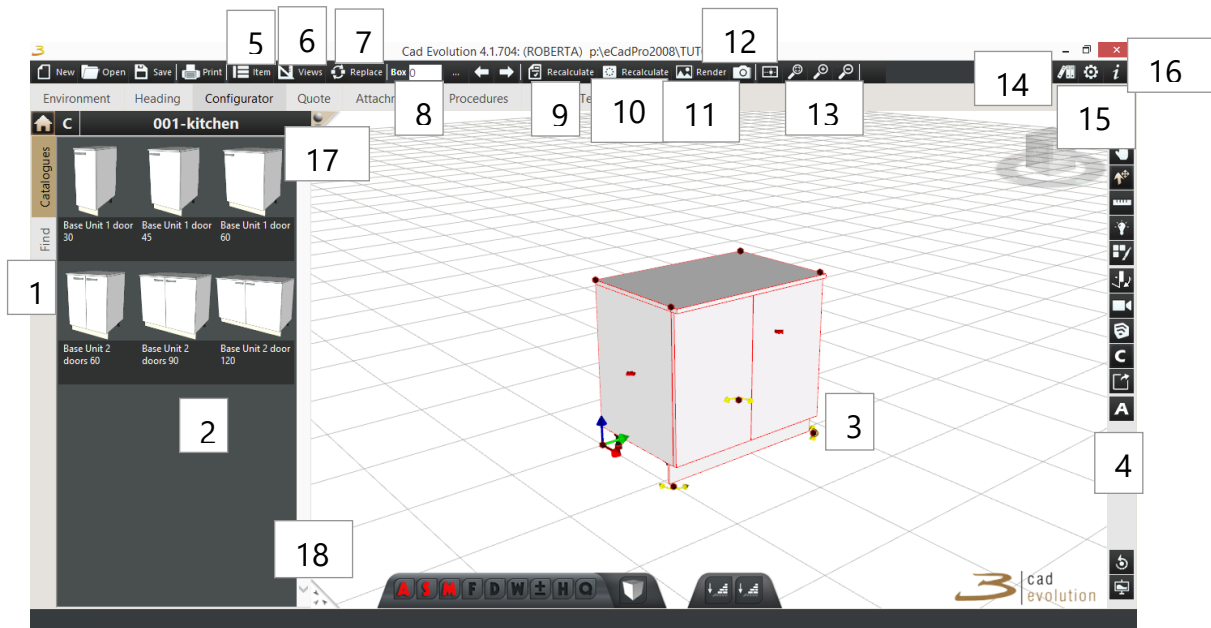 5 6 7 12
3 Cad Evolution 4.1.704: (ROBERTA) p:\eCadPro2008\TUT
New Open Save Print Item Views Replace Box 0 ... Recalculate Recalculate Render i
14 16
Environment Heading Configurator Quote Attachr Procedures Te
8 9 10 11 13 15
C 001-kitchen
17
Catalogues
Find
Base Unit 1 door
30
Base Unit 1 door
45
Base Unit 1 door
60
1
Base Unit 2
doors 60
Base Unit 2
doors 90
Base Unit 2 door
120
2
3
C
A
4
18
A S M F D W ± H Q
3 cad
evolution